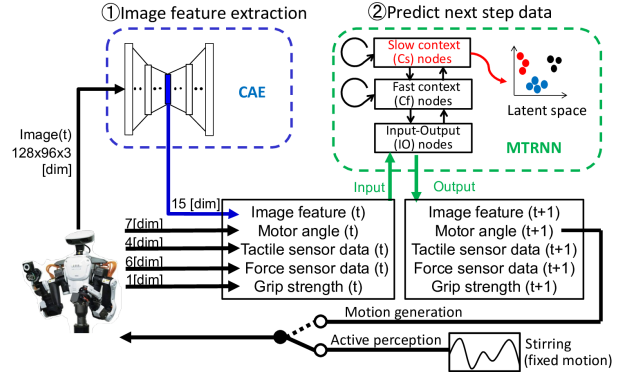 ①Image feature extraction
②Predict next step data
CAE
Slow context
(Cs) nodes
Fast context
(Cf) nodes
Input-Output
(IO) nodes
Latent space
MTRNN
Image(t)
128x96x3
[dim]
15 [dim]
Input
Output
7[dim]
4[dim]
6[dim]
1[dim]
Image feature (t)
Motor angle (t)
Tactile sensor data (t)
Force sensor data (t)
Grip strength (t)
Image feature (t+1)
Motor angle (t+1)
Tactile sensor data (t+1)
Force sensor data (t+1)
Grip strength (t+1)
Motion generation
Active perception
Stirring
(fixed motion)